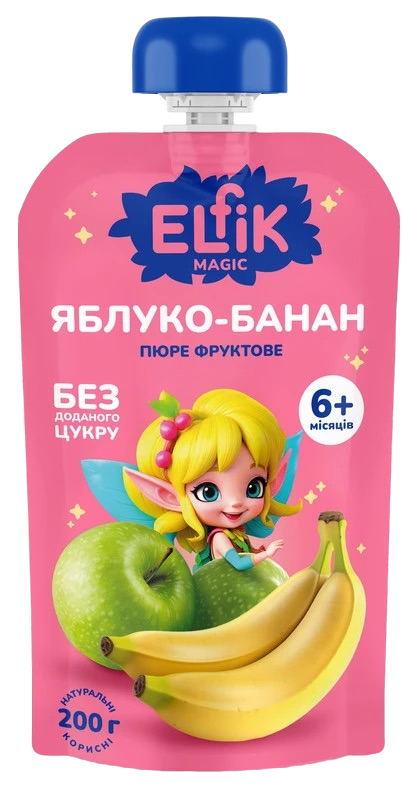 ELfiK
MAGIC
ЯБЛУКО-БАНАН
ПЮРЕ ФРУКТОВЕ
БЕЗ
ДОДАНОГО
ЦУКРУ
6+
місяців
НАТУРАЛЬНІ
200 г
КОРИСНІ